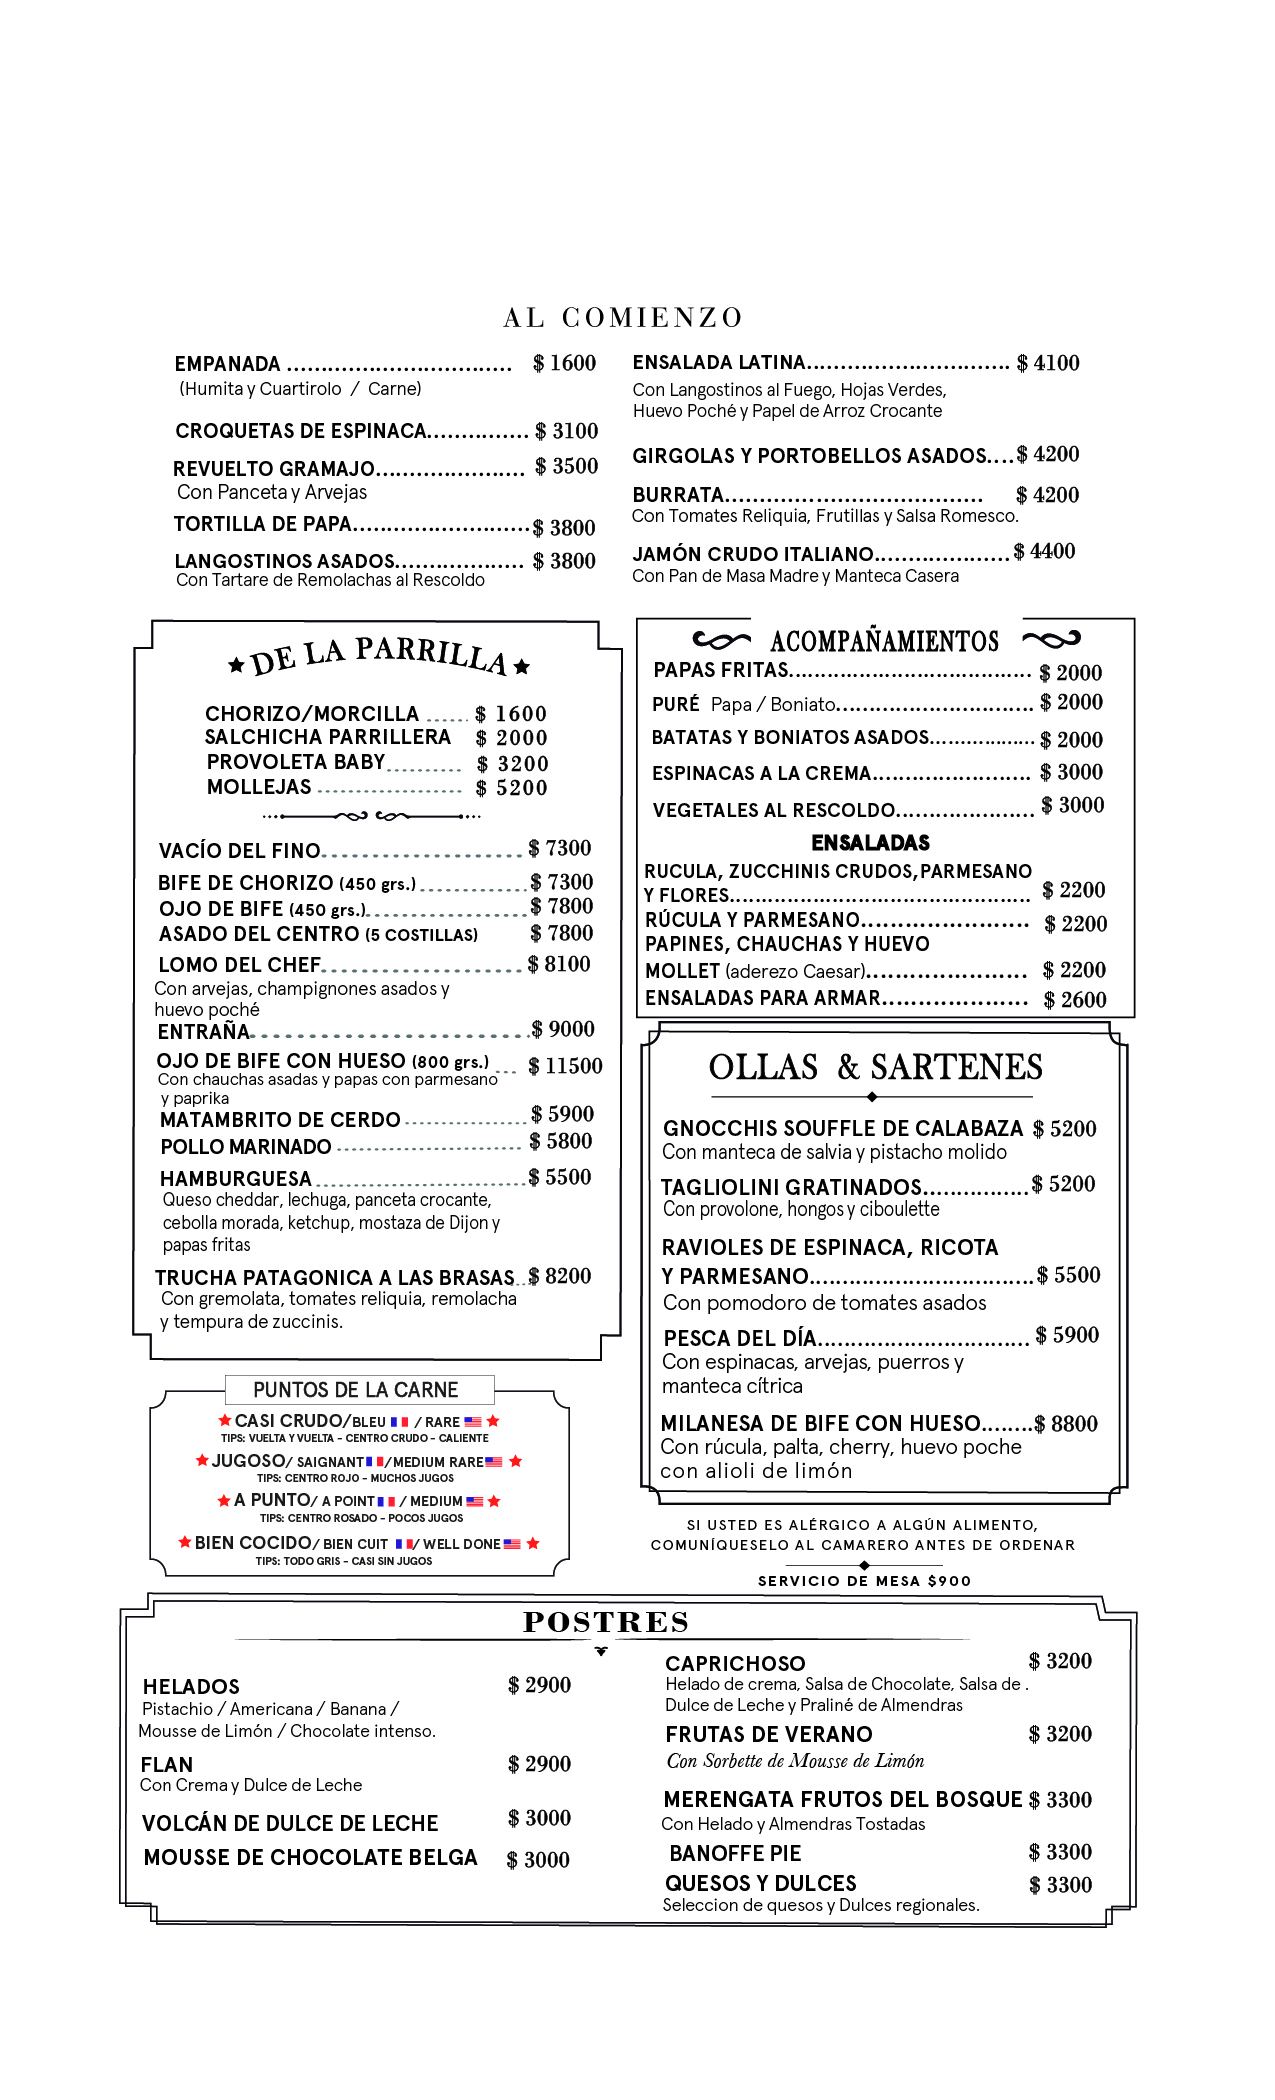 AL COMIENZO
EMPANADA ................................. $ 1600
(Humita y Cuartirolo / Carne)
CROQUETAS DE ESPINACA............... $ 3100
REVUELTO GRAMAJO...................... $ 3500
Con Panceta y Arvejas
TORTILLA DE PAPA.......................... $ 3800
LANGOSTINOS ASADOS................... $ 3800
Con Tartare de Remolachas al Rescoldo
ENSALADA LATINA.............................. $ 4100
Con Langostinos al Fuego, Hojas Verdes,
Huevo Poché y Papel de Arroz Crocante
GIRGOLAS Y PORTOBELLOS ASADOS.... $ 4200
BURRATA...................................... $ 4200
Con Tomates Reliquia, Frutillas y Salsa Romesco.
JAMÓN CRUDO ITALIANO.................... $ 4400
Con Pan de Masa Madre y Manteca Casera
DE LA PARRILLA
CHORIZO/MORCILLA ...... $ 1600
SALCHICHA PARRILLERA $ 2000
PROVOLETA BABY.......... $ 3200
MOLLEJAS .................... $ 5200
VACÍO DEL FINO........................ $ 7300
BIFE DE CHORIZO (450 grs.) ............. $ 7300
OJO DE BIFE (450 grs.).................... $ 7800
ASADO DEL CENTRO (5 COSTILLAS) $ 7800
LOMO DEL CHEF........................ $ 8100
Con arvejas, champignones asados y
huevo poché
ENTRAÑA............................ $ 9000
OJO DE BIFE CON HUESO (800 grs.) ... $ 11500
Con chauchas asadas y papas con parmesano
y paprika
MATAMBRITO DE CERDO .................. $ 5900
POLLO MARINADO .......................... $ 5800
HAMBURGUESA .............................. $ 5500
Queso cheddar, lechuga, panceta crocante,
cebolla morada, ketchup, mostaza de Dijon y
papas fritas
TRUCHA PATAGONICA A LAS BRASAS... $ 8200
Con gremolata, tomates reliquia, remolacha
y tempura de zuccinis.
ACOMPAÑAMIENTOS
PAPAS FRITAS..................................... $ 2000
PURÉ Papa / Boniato.............................. $ 2000
BATATAS Y BONIATOS ASADOS................. $ 2000
ESPINACAS A LA CREMA........................ $ 3000
VEGETALES AL RESCOLDO..................... $ 3000
ENSALADAS
RUCULA, ZUCCHINIS CRUDOS,PARMESANO
Y FLORES............................................. $ 2200
RÚCULA Y PARMESANO......................... $ 2200
PAPINES, CHAUCHAS Y HUEVO
MOLLET (aderezo Caesar)....................... $ 2200
ENSALADAS PARA ARMAR...................... $ 2600
OLLAS & SARTENES
GNOCCHIS SOUFFLE DE CALABAZA $ 5200
Con manteca de salvia y pistacho molido
TAGLIOLINI GRATINADOS................ $ 5200
Con provolone, hongos y ciboulette
RAVIOLES DE ESPINACA, RICOTA
Y PARMESANO................................. $ 5500
Con pomodoro de tomates asados
PESCA DEL DÍA............................... $ 5900
Con espinacas, arvejas, puerros y
manteca cítrica
MILANESA DE BIFE CON HUESO....... $ 8800
Con rúcula, palta, cherry, huevo poche
con alioli de limón
PUNTOS DE LA CARNE
CASI CRUDO/BLEU / RARE
TIPS: VUELTA Y VUELTA - CENTRO CRUDO - CALIENTE
JUGOSO/ SAIGNANT /MEDIUM RARE
TIPS: CENTRO ROJO - MUCHOS JUGOS
A PUNTO/ A POINT / MEDIUM
TIPS: CENTRO ROSADO - POCOS JUGOS
BIEN COCIDO/ BIEN CUIT / WELL DONE
TIPS: TODO GRIS - CASI SIN JUGOS
SI USTED ES ALÉRGICO A ALGÚN ALIMENTO,
COMUNÍQUESELO AL CAMARERO ANTES DE ORDENAR
SERVICIO DE MESA $900
POSTRES
HELADOS $ 2900
Pistachio / Americana / Banana /
Mousse de Limón / Chocolate intenso.
FLAN $ 2900
Con Crema y Dulce de Leche
VOLCÁN DE DULCE DE LECHE $ 3000
MOUSSE DE CHOCOLATE BELGA $ 3000
CAPRICHOSO $ 3200
Helado de crema, Salsa de Chocolate, Salsa de .
Dulce de Leche y Praliné de Almendras
FRUTAS DE VERANO $ 3200
Con Sorbette de Mousse de Limón
MERENGATA FRUTOS DEL BOSQUE $ 3300
Con Helado y Almendras Tostadas
BANOFFE PIE $ 3300
QUESOS Y DULCES $ 3300
Seleccion de quesos y Dulces regionales.